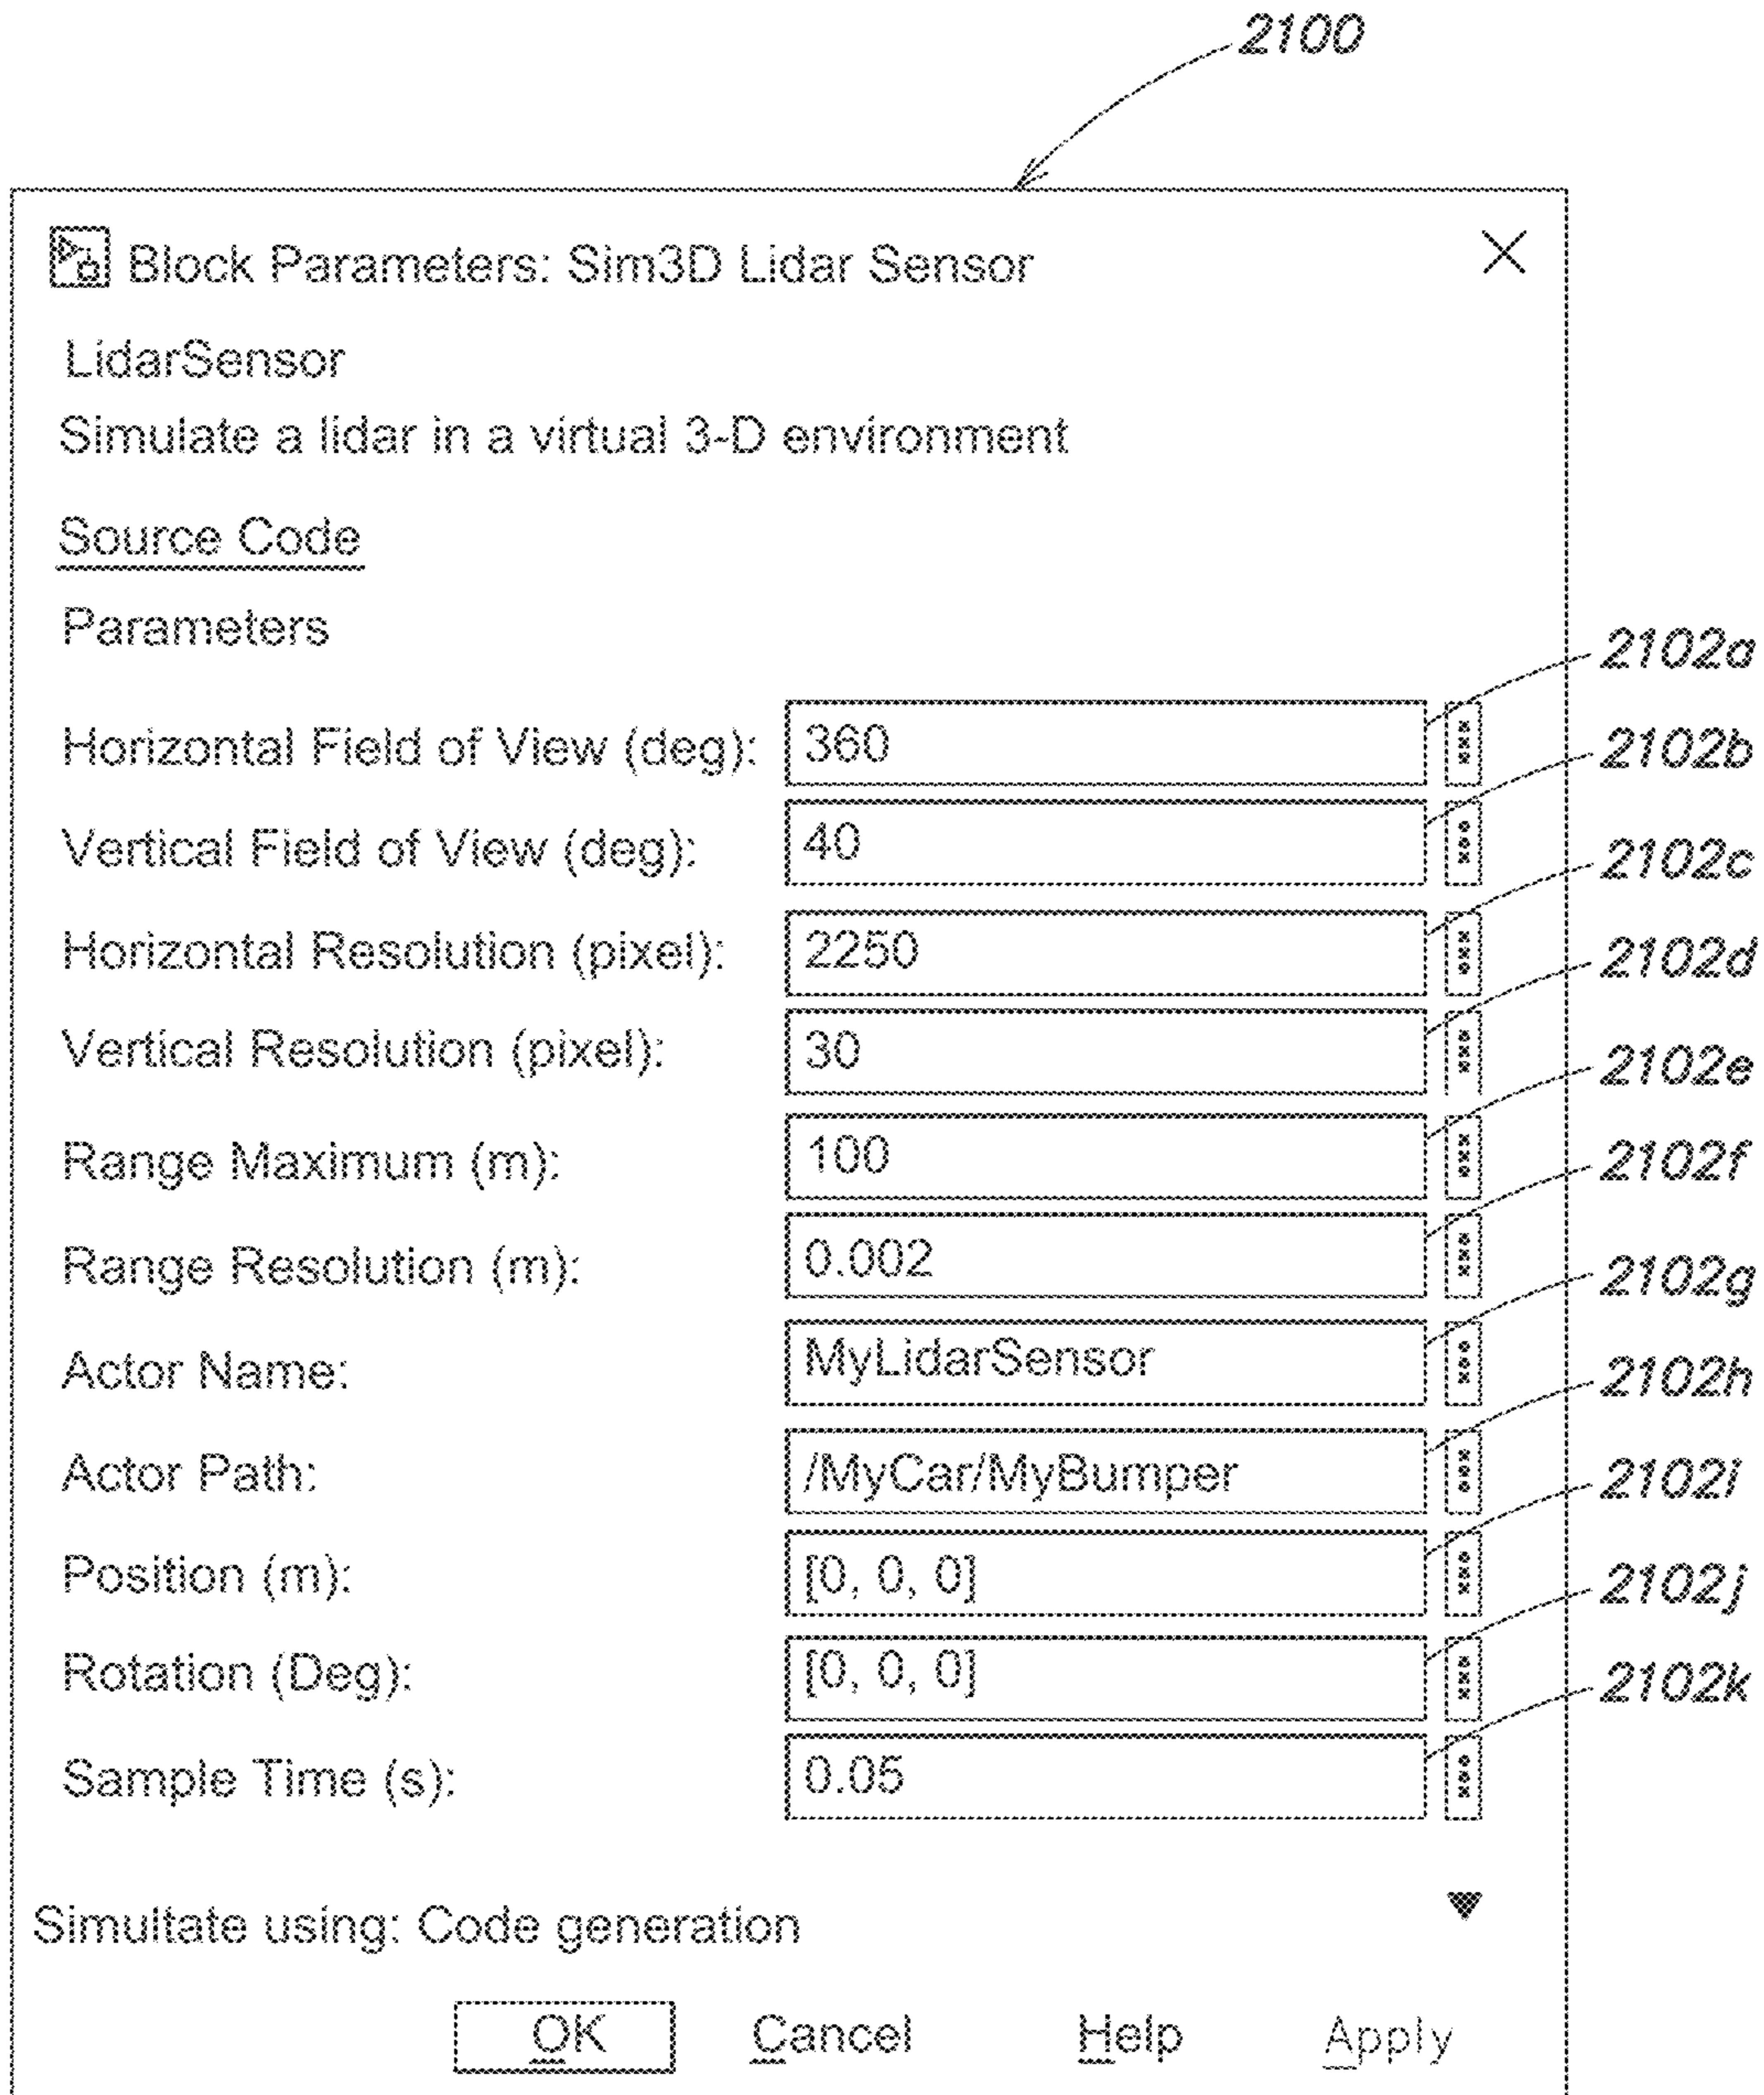 2100
Block Parameters: Sim3D Lidar Sensor
LidarSensor
Simulate a lidar in a virtual 3-D environment
Source Code
Parameters
2102a
Horizontal Field of View (deg): 360
2102b
Vertical Field of View (deg): 40
2102c
Horizontal Resolution (pixel): 2250
2102d
Vertical Resolution (pixel): 30
2102e
Range Maximum (m): 100
2102f
Range Resolution (m): 0.002
2102g
Actor Name: MyLidarSensor
2102h
Actor Path: /MyCar/MyBumper
2102i
Position (m): [0, 0, 0]
2102j
Rotation (Deg): [0, 0, 0]
2102k
Sample Time (s): 0.05
Simultate using: Code generation
OK Cancel Help Apply